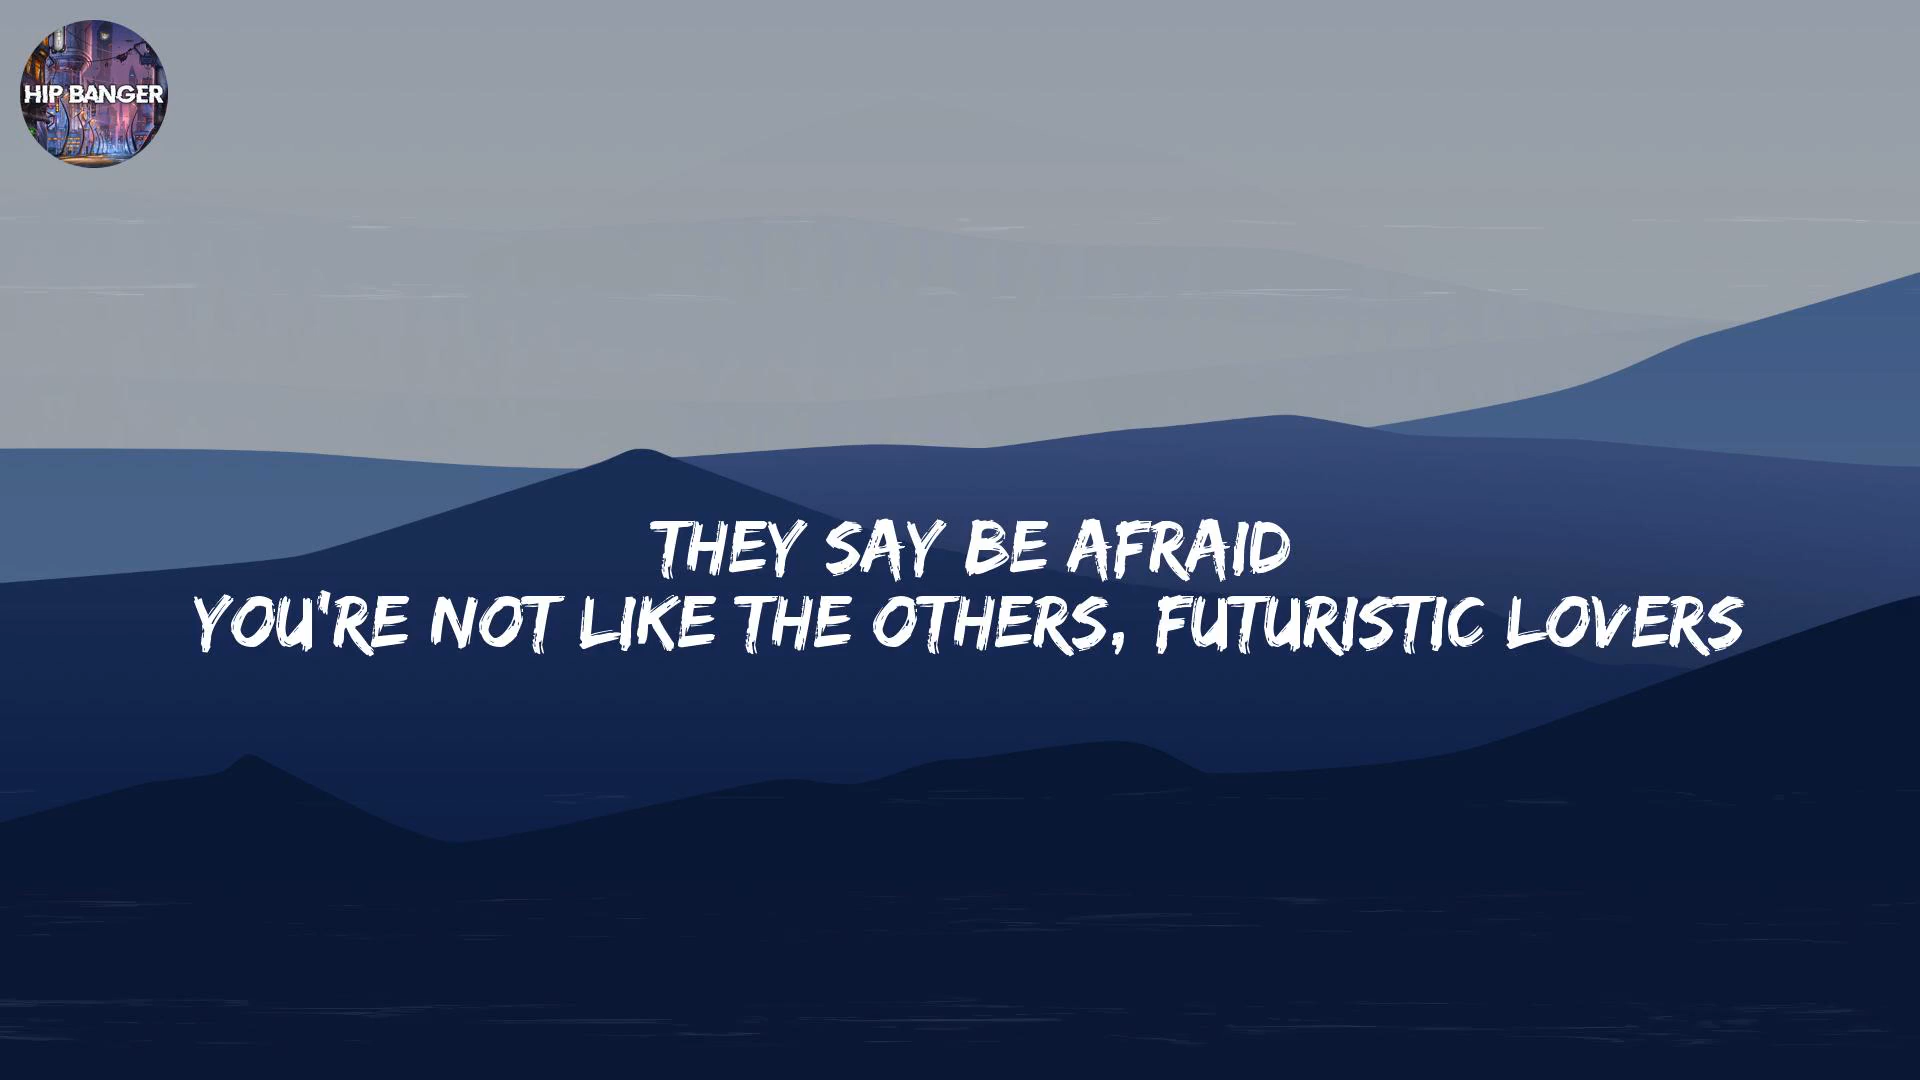 HIP BANGER
THEY SAY BE AFRAID
YOU'RE NOT LIKE THE OTHERS, FUTURISTIC LOVERS